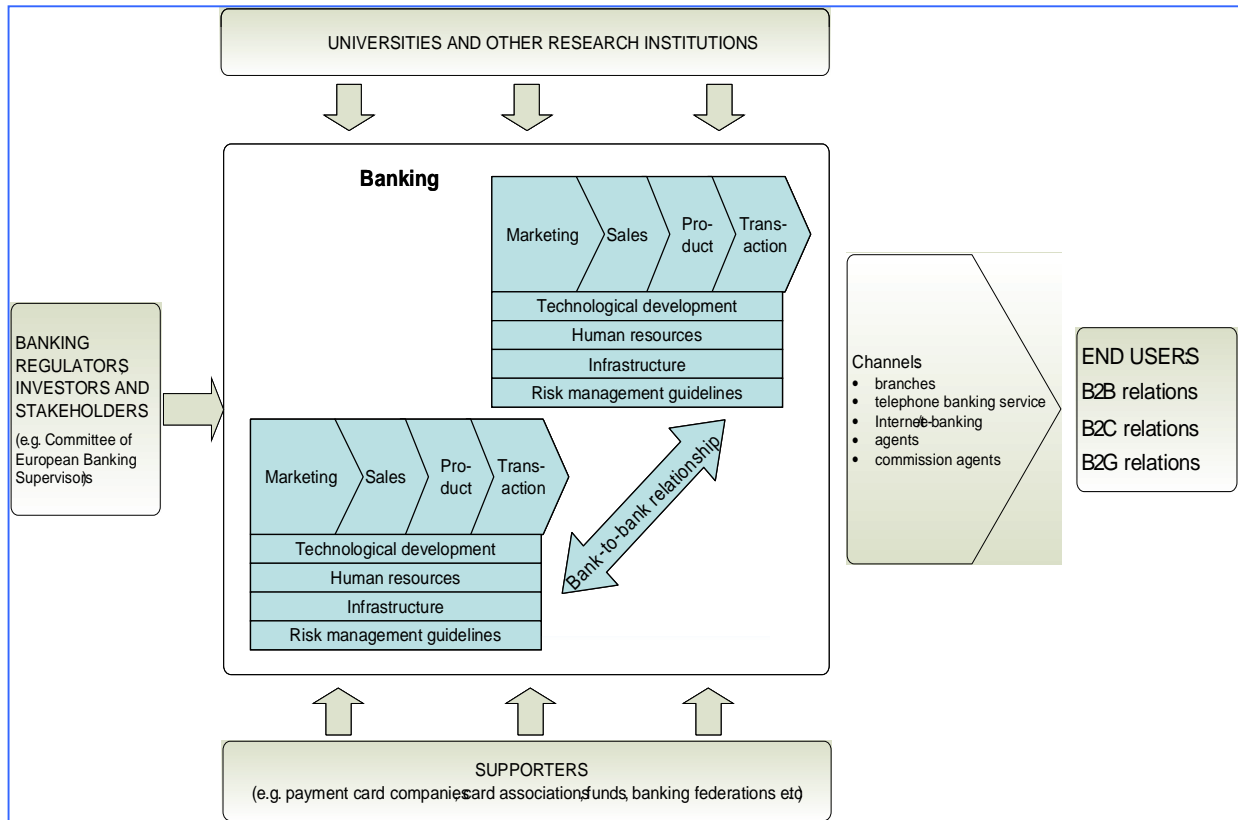 UNIVERSITIES AND OTHER RESEARCH INSTITUTIONS
Banking
Marketing
Sales
Pro-
duct
Trans-
action
Technological development
Human resources
Infrastructure
Risk management guidelines
BANKING
REGULATORS,
INVESTORS AND
STAKEHOLDERS
(e.g. Committee of
European Banking
Supervisors)
Marketing
Sales
Pro-
duct
Trans-
action
Technological development
Human resources
Infrastructure
Risk management guidelines
Bank-to-bank relationship
Channels:
• branches
• telephone banking service
• Internet/e-banking
• agents
• commission agents
END USERS:
B2B relations
B2C relations
B2G relations
SUPPORTERS
(e.g. payment card companies, card associations, funds, banking federations etc.)